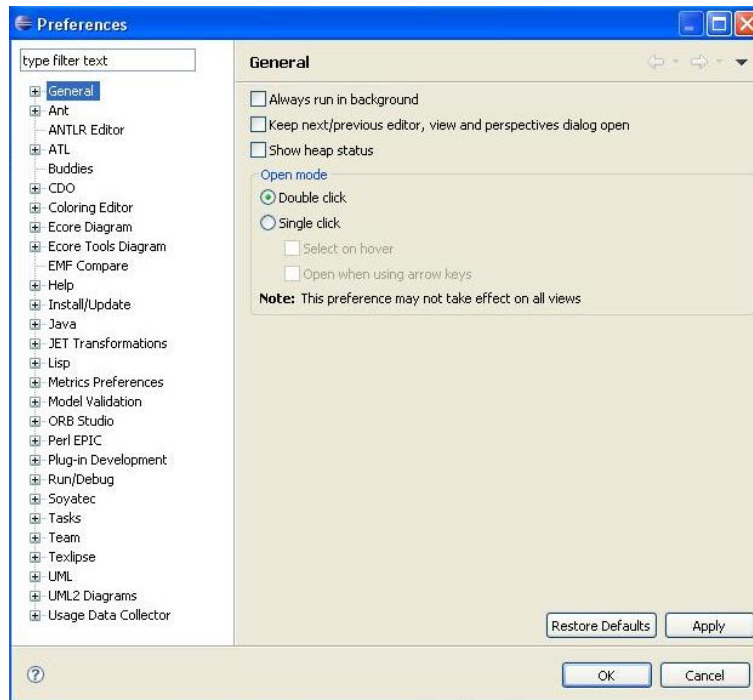 Preferences
type filter text
General
Ant
ANTLR Editor
ATL
Buddies
CDO
Coloring Editor
Ecore Diagram
Ecore Tools Diagram
EMF Compare
Help
Install/Update
Java
JET Transformations
Lisp
Metrics Preferences
Model Validation
ORB Studio
Perl EPIC
Plug-in Development
Run/Debug
Soyatec
Tasks
Team
Texlipse
UML
UML2 Diagrams
Usage Data Collector
General
Always run in background
Keep next/previous editor, view and perspectives dialog open
Show heap status
Open mode
Double click
Single click
Select on hover
Open when using arrow keys
Note: This preference may not take effect on all views
Restore Defaults Apply
? OK Cancel